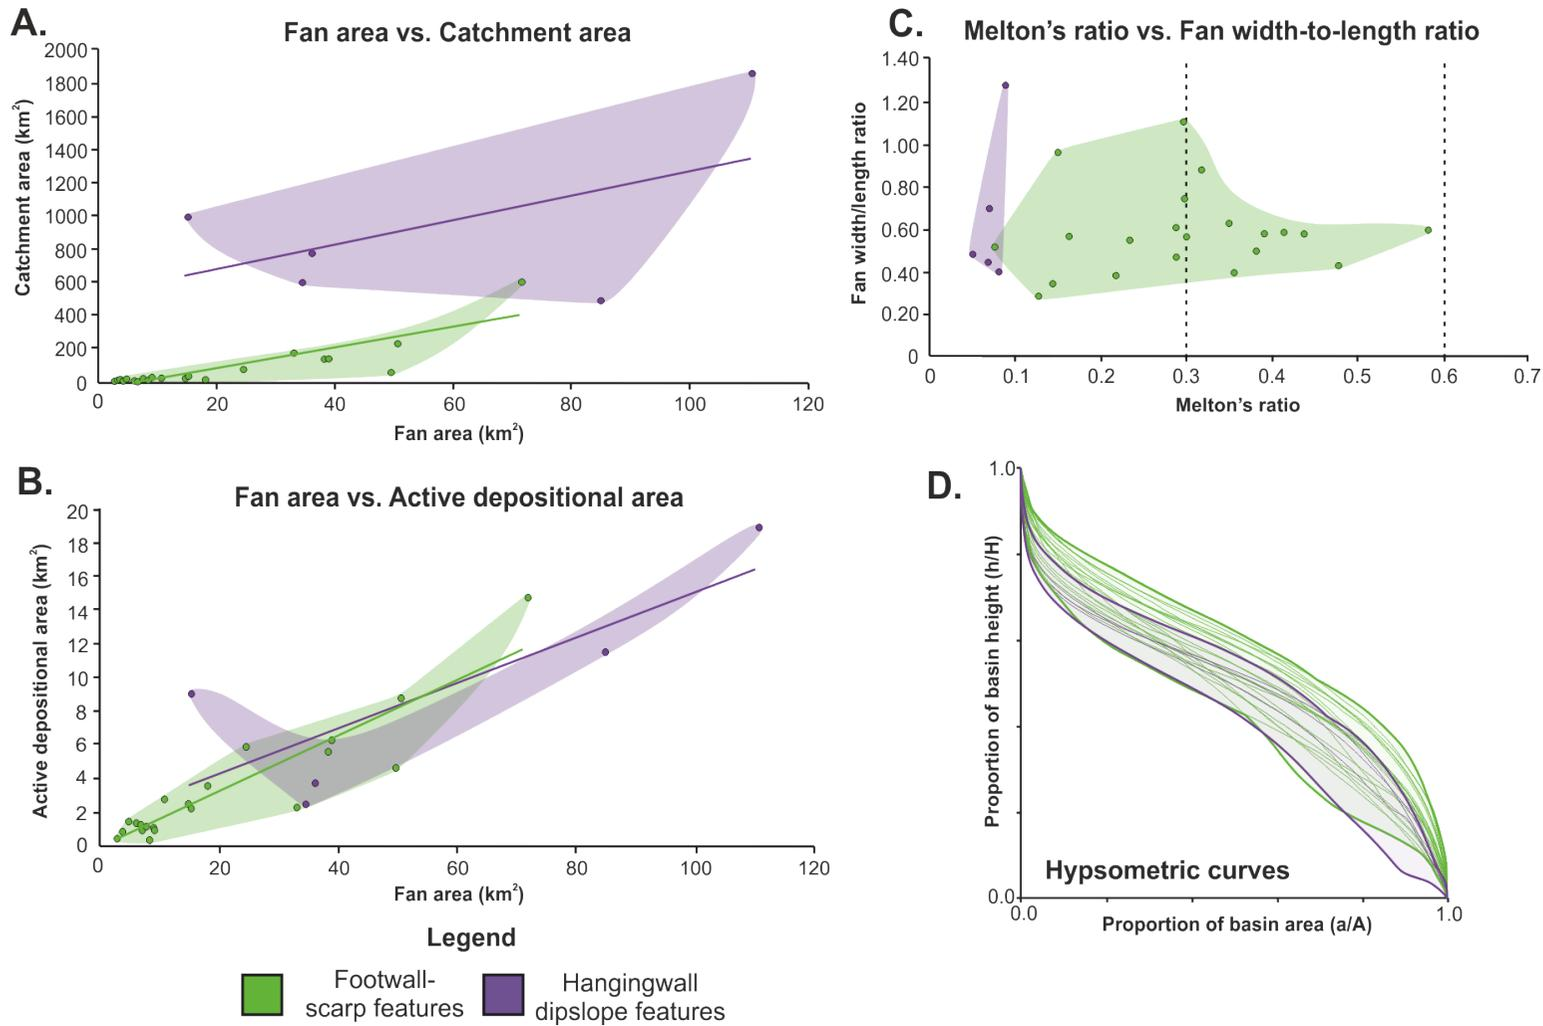 A.
Fan area vs. Catchment area
2000
1800
1600
1400
1200
1000
800
600
400
200
0
Catchment area (km²)
0 20 40 60 80 100 120
Fan area (km²)
B.
Fan area vs. Active depositional area
20
18
16
14
12
10
8
6
4
2
0
Active depositional area (km²)
0 20 40 60 80 100 120
Fan area (km²)
Legend
Footwall-
scarp features
Hangingwall
dipslope features
C.
Melton’s ratio vs. Fan width-to-length ratio
1.40
1.20
1.00
0.80
0.60
0.40
0.20
0
Fan width/length ratio
0 0.1 0.2 0.3 0.4 0.5 0.6 0.7
Melton’s ratio
D.
1.0
0.0
Proportion of basin height (h/H)
Hypsometric curves
0.0 1.0
Proportion of basin area (a/A)